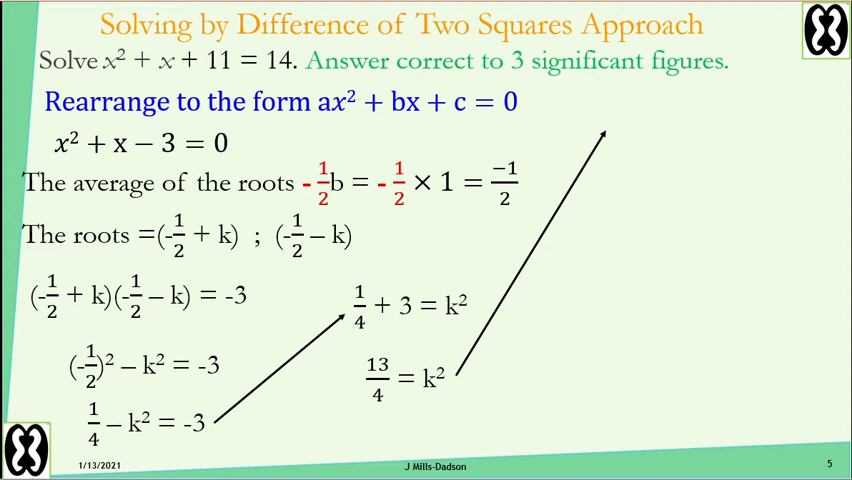 Solving by Difference of Two Squares Approach
Solve x² + x + 11 = 14. Answer correct to 3 significant figures.
Rearrange to the form ax² + bx + c = 0
x² + x − 3 = 0
The average of the roots - 1/2 b = - 1/2 × 1 = −1/2
The roots =(-1/2 + k) ; (-1/2 – k)
(-1/2 + k)(-1/2 – k) = -3
(-1/2)² – k² = -3
1/4 – k² = -3
1/4 + 3 = k²
13/4 = k²
1/13/2021
J Mills-Dadson
5